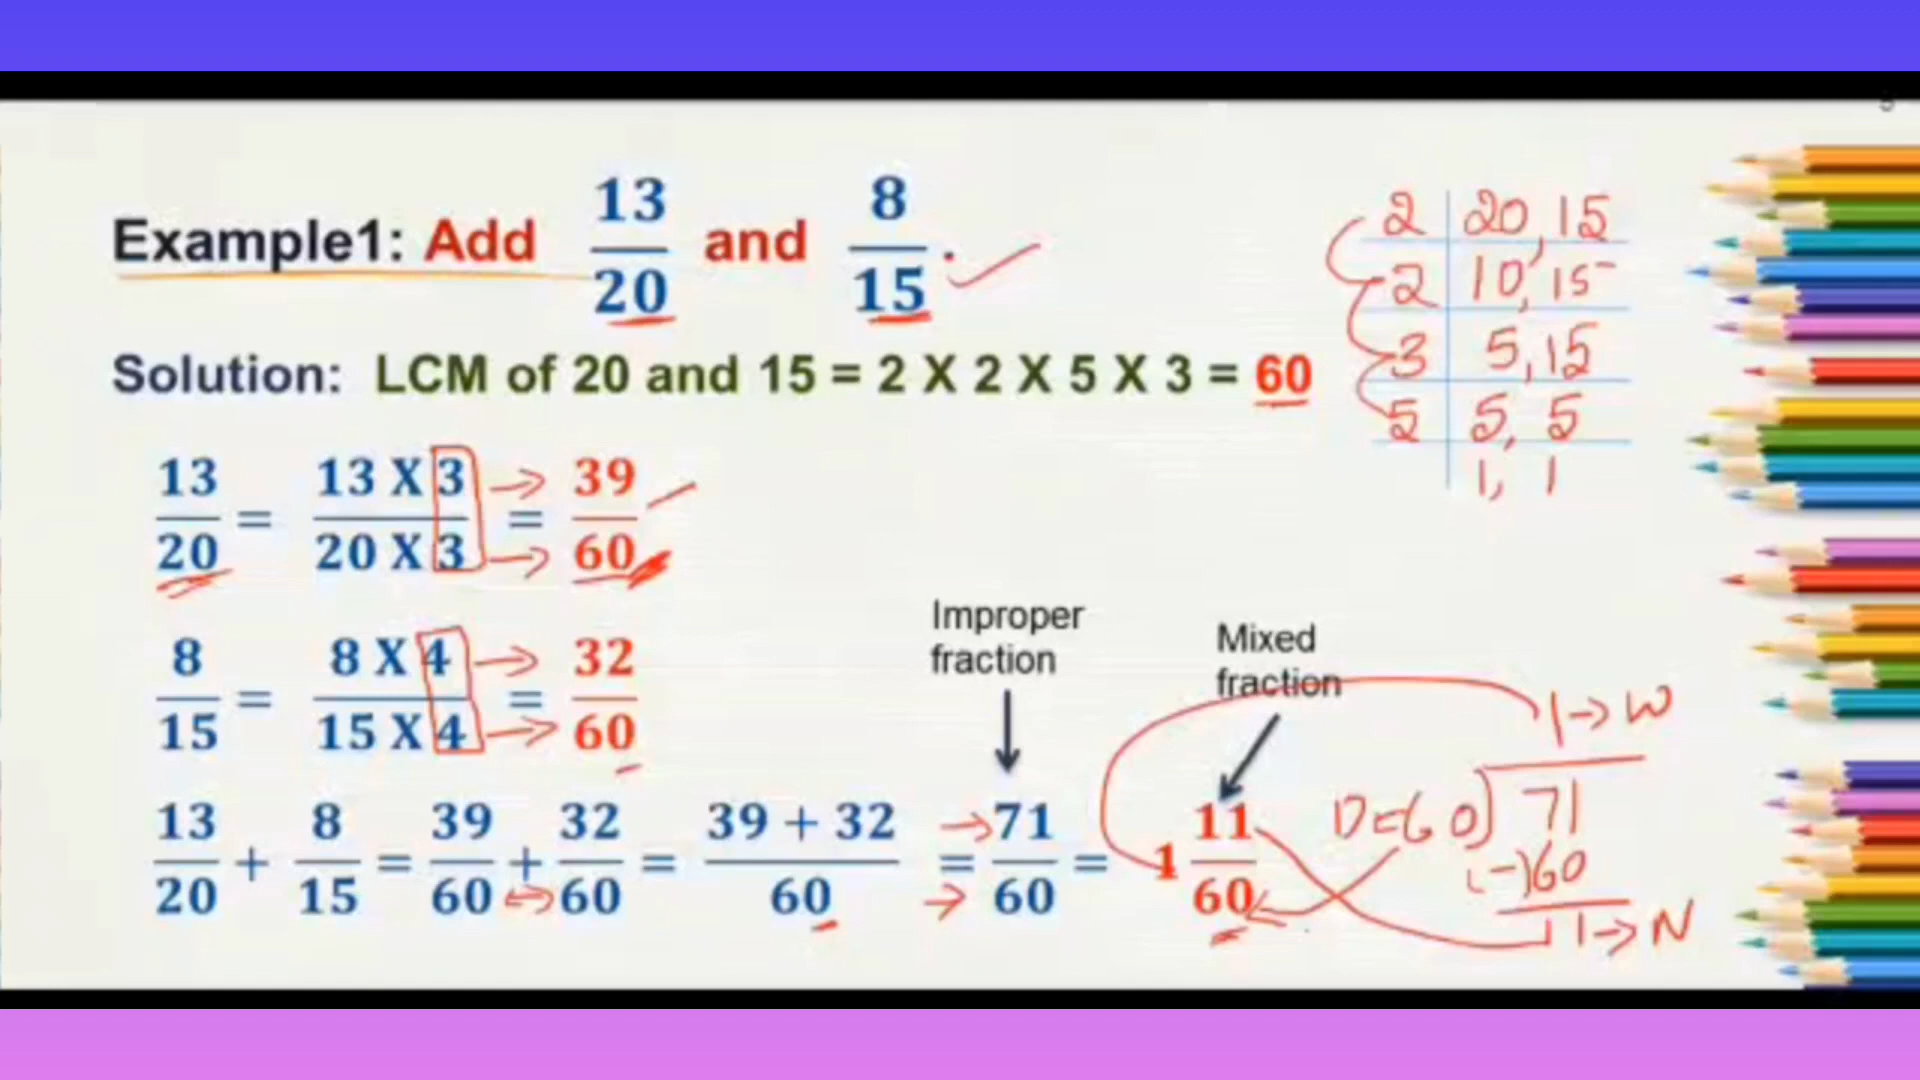 5
Example1: Add 13/20 and 8/15.
Solution: LCM of 20 and 15 = 2 X 2 X 5 X 3 = 60
2 | 20, 15
2 | 10, 15
3 | 5, 15
5 | 5, 5
1, 1
13/20 = 13 X 3/20 X 3 = 39/60
8/15 = 8 X 4/15 X 4 = 32/60
Improper fraction
Mixed fraction
13/20 + 8/15 = 39/60 + 32/60 = 39 + 32/60 = 71/60 = 1 11/60
1→W
D=60) 71
(-)60
11→N